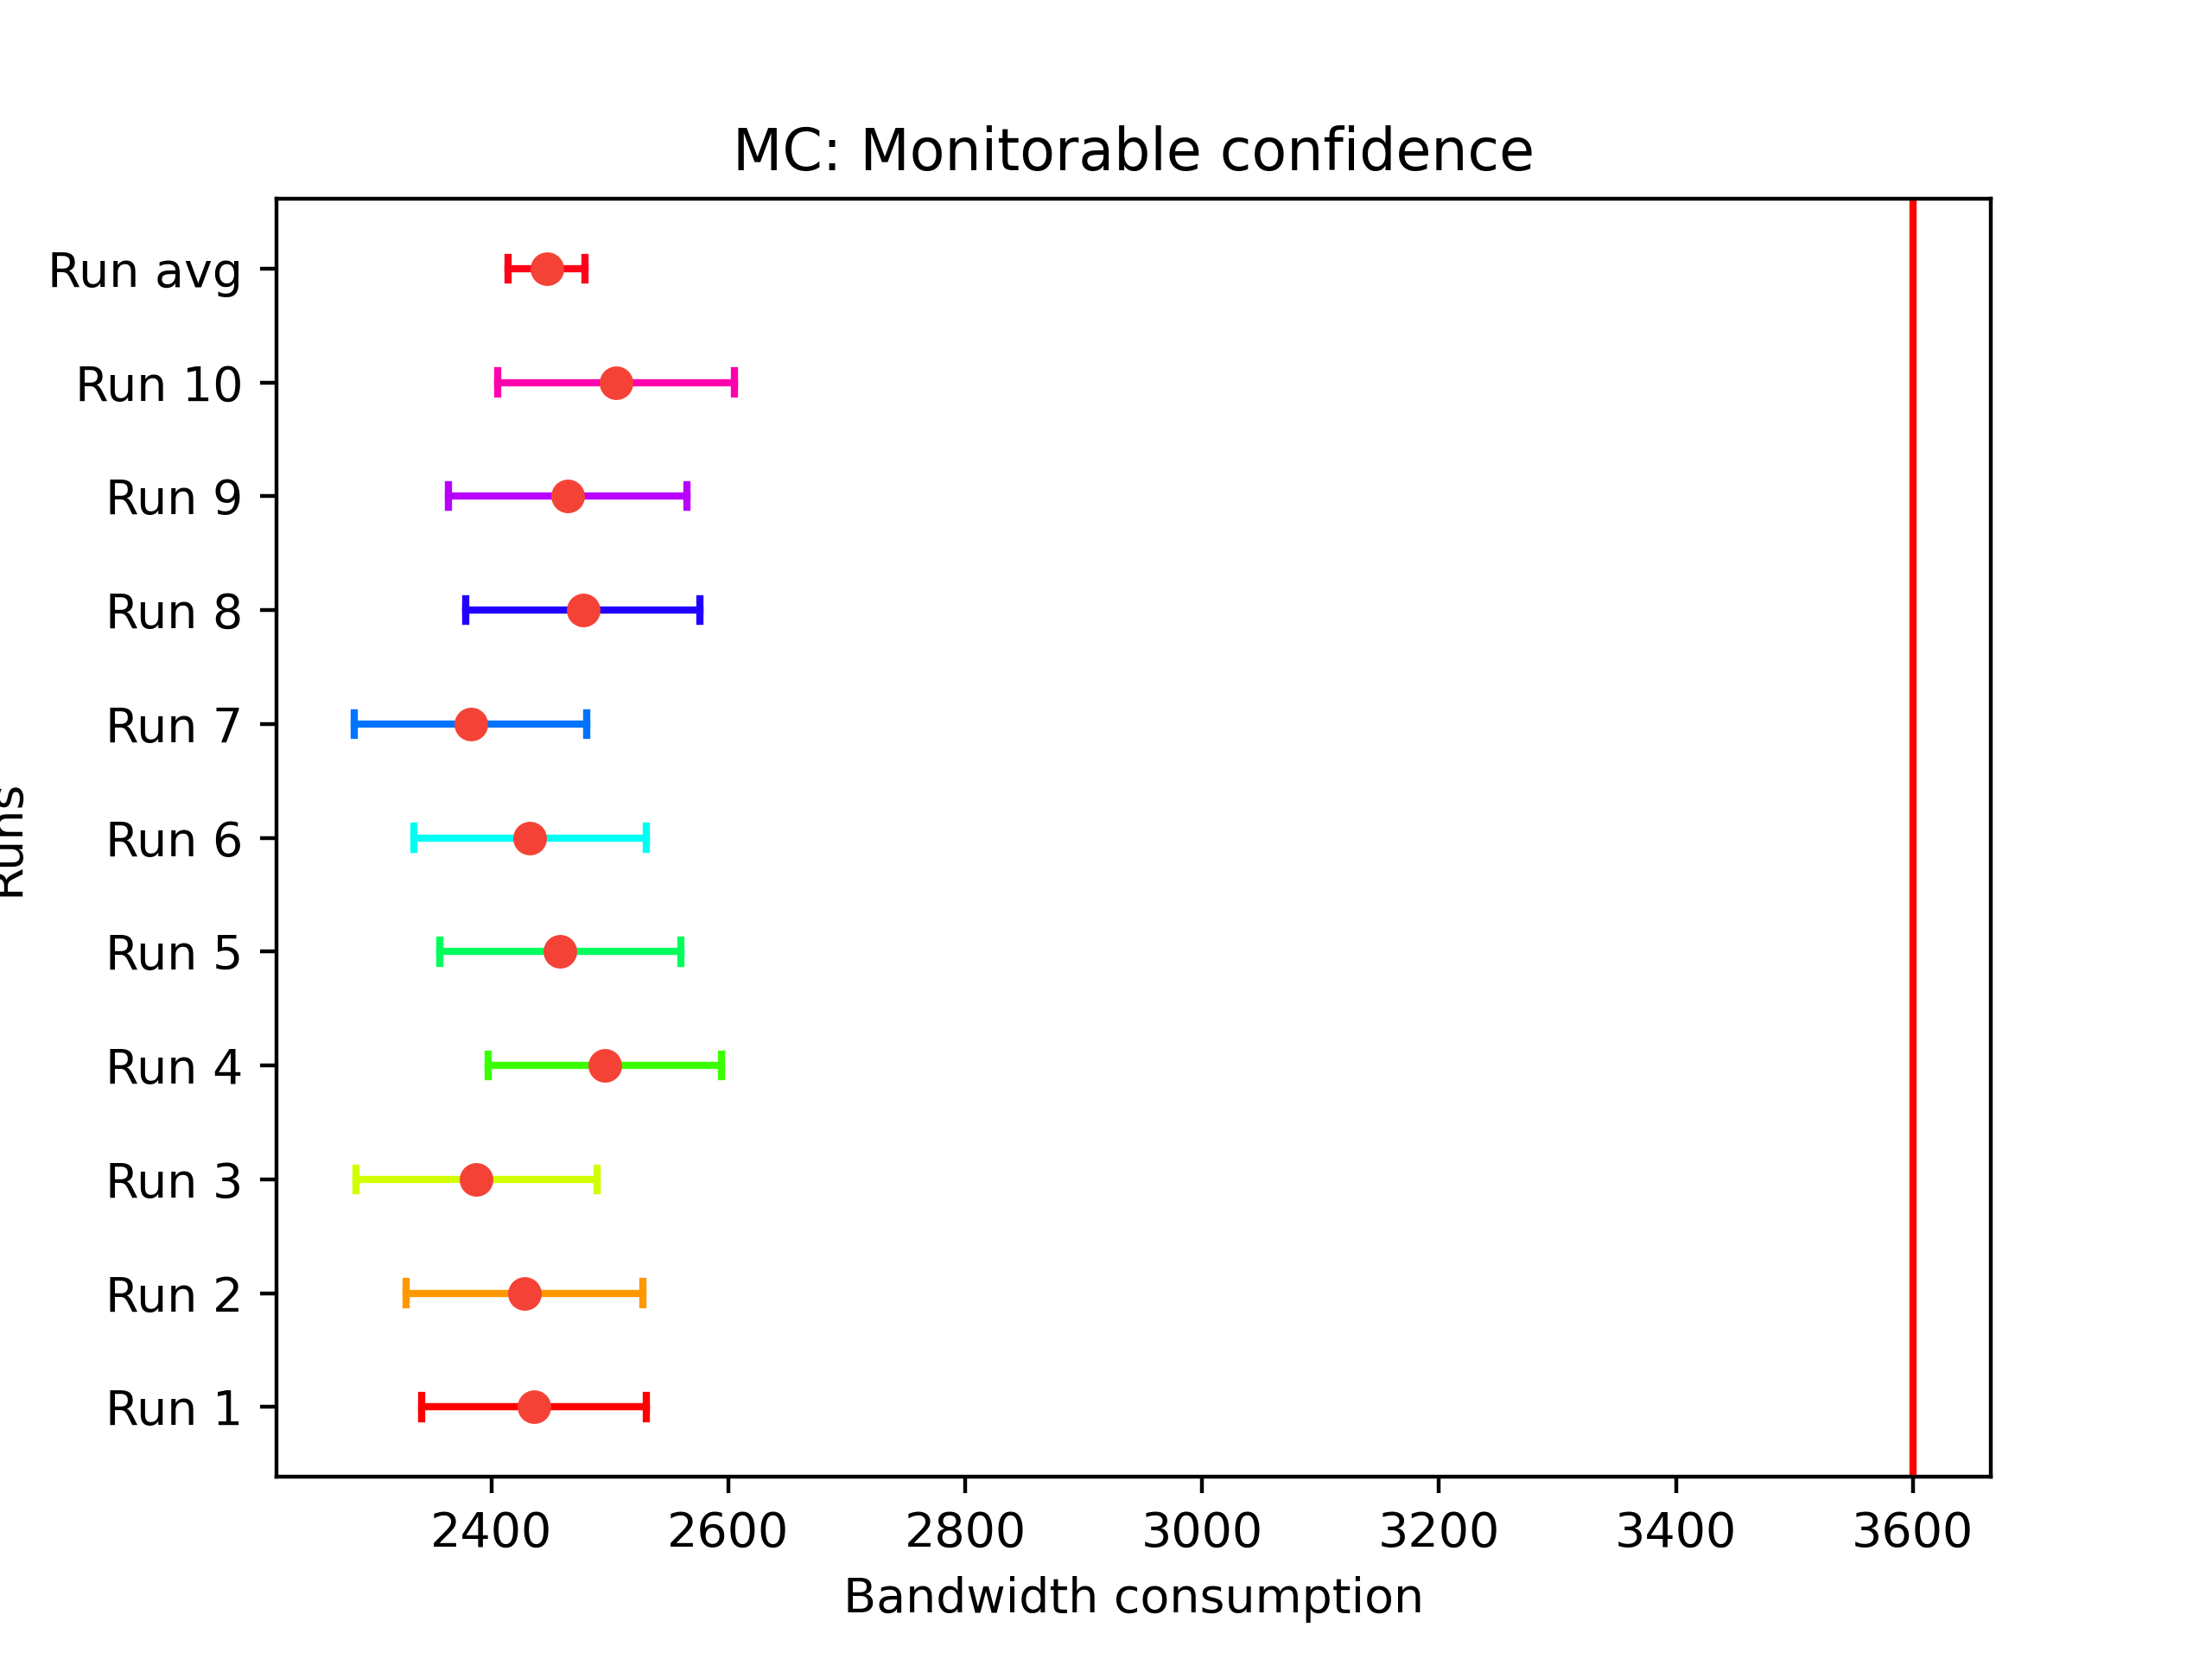 MC: Monitorable confidence
Run avg
Run 10
Run 9
Run 8
Run 7
Run 6
Run 5
Run 4
Run 3
Run 2
Run 1
Runs
2400 2600 2800 3000 3200 3400 3600
Bandwidth consumption